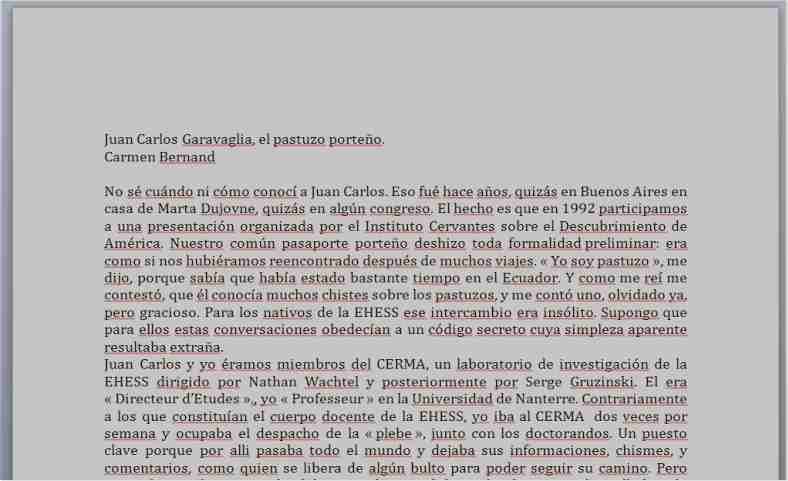 Juan Carlos Garavaglia, el pastuzo porteño.
Carmen Bernand
No sé cuándo ni cómo conocí a Juan Carlos. Eso fué hace años, quizás en Buenos Aires en
casa de Marta Dujovne, quizás en algún congreso. El hecho es que en 1992 participamos
a una presentación organizada por el Instituto Cervantes sobre el Descubrimiento de
América. Nuestro común pasaporte porteño deshizo toda formalidad preliminar: era
como si nos hubiéramos reencontrado después de muchos viajes. « Yo soy pastuzo », me
dijo, porque sabía que había estado bastante tiempo en el Ecuador. Y como me reí me
contestó, que él conocía muchos chistes sobre los pastuzos, y me contó uno, olvidado ya,
pero gracioso. Para los nativos de la EHESS ese intercambio era insólito. Supongo que
para ellos estas conversaciones obedecían a un código secreto cuya simpleza aparente
resultaba extraña.
Juan Carlos y yo éramos miembros del CERMA, un laboratorio de investigación de la
EHESS dirigido por Nathan Wachtel y posteriormente por Serge Gruzinski. El era
« Directeur d'Etudes »,, yo « Professeur » en la Universidad de Nanterre. Contrariamente
a los que constituían el cuerpo docente de la EHESS, yo iba al CERMA dos veces por
semana y ocupaba el despacho de la « plebe », junto con los doctorandos. Un puesto
clave porque por alli pasaba todo el mundo y dejaba sus informaciones, chismes, y
comentarios, como quien se libera de algún bulto para poder seguir su camino. Pero